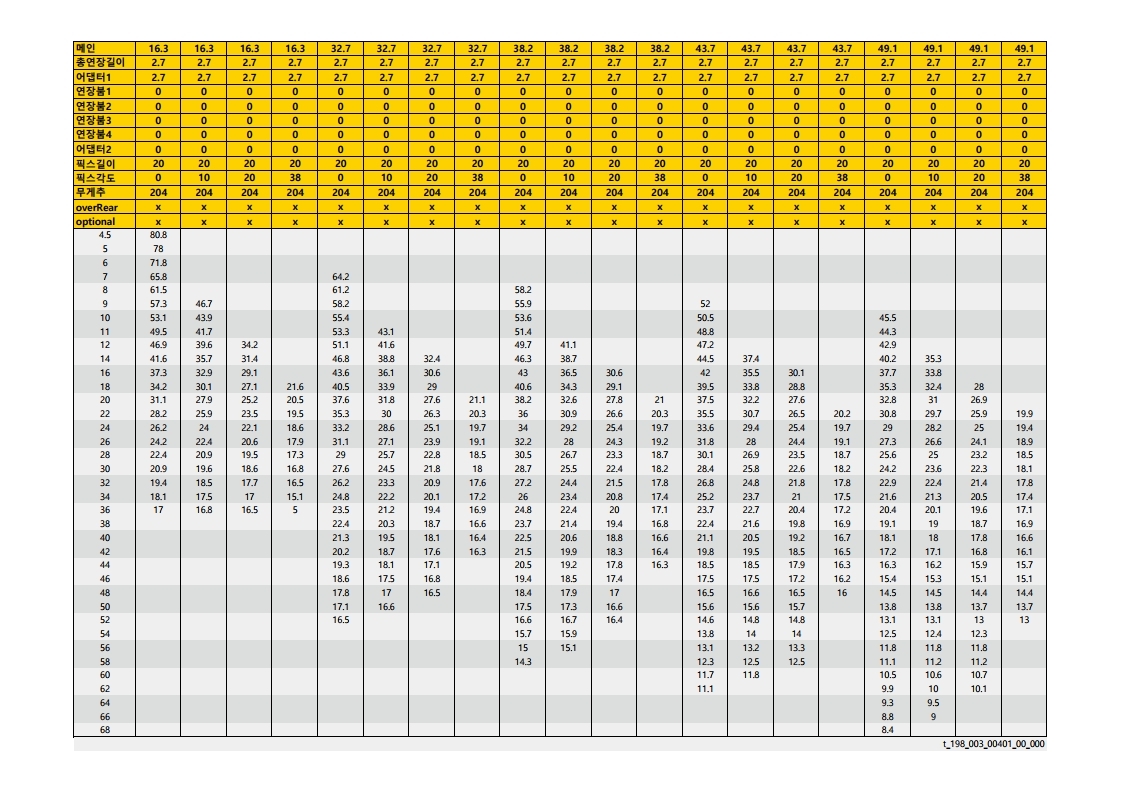 메인 16.3 16.3 16.3 16.3 32.7 32.7 32.7 32.7 38.2 38.2 38.2 38.2 43.7 43.7 43.7 43.7 49.1 49.1 49.1 49.1
총연장길이 2.7 2.7 2.7 2.7 2.7 2.7 2.7 2.7 2.7 2.7 2.7 2.7 2.7 2.7 2.7 2.7 2.7 2.7 2.7 2.7
어댑터1 2.7 2.7 2.7 2.7 2.7 2.7 2.7 2.7 2.7 2.7 2.7 2.7 2.7 2.7 2.7 2.7 2.7 2.7 2.7 2.7
연장붐1 0 0 0 0 0 0 0 0 0 0 0 0 0 0 0 0 0 0 0 0
연장붐2 0 0 0 0 0 0 0 0 0 0 0 0 0 0 0 0 0 0 0 0
연장붐3 0 0 0 0 0 0 0 0 0 0 0 0 0 0 0 0 0 0 0 0
연장붐4 0 0 0 0 0 0 0 0 0 0 0 0 0 0 0 0 0 0 0 0
어댑터2 0 0 0 0 0 0 0 0 0 0 0 0 0 0 0 0 0 0 0 0
픽스길이 20 20 20 20 20 20 20 20 20 20 20 20 20 20 20 20 20 20 20 20
픽스각도 0 10 20 38 0 10 20 38 0 10 20 38 0 10 20 38 0 10 20 38
무게추 204 204 204 204 204 204 204 204 204 204 204 204 204 204 204 204 204 204 204 204
overRear x x x x x x x x x x x x x x x x x x x x
optional x x x x x x x x x x x x x x x x x x x x
4.5 80.8
5 78
6 71.8
7 65.8 64.2
8 61.5 61.2 58.2
9 57.3 46.7 58.2 55.9 52
10 53.1 43.9 55.4 53.6 50.5 45.5
11 49.5 41.7 53.3 43.1 51.4 48.8 44.3
12 46.9 39.6 34.2 51.1 41.6 49.7 41.1 47.2 42.9
14 41.6 35.7 31.4 46.8 38.8 32.4 46.3 38.7 44.5 37.4 40.2 35.3
16 37.3 32.9 29.1 43.6 36.1 30.6 43 36.5 30.6 42 35.5 30.1 37.7 33.8
18 34.2 30.1 27.1 21.6 40.5 33.9 29 40.6 34.3 29.1 39.5 33.8 28.8 35.3 32.4 28
20 31.1 27.9 25.2 20.5 37.6 31.8 27.6 21.1 38.2 32.6 27.8 21 37.5 32.2 27.6 32.8 31 26.9
22 28.2 25.9 23.5 19.5 35.3 30 26.3 20.3 36 30.9 26.6 20.3 35.5 30.7 26.5 20.2 30.8 29.7 25.9 19.9
24 26.2 24 22.1 18.6 33.2 28.6 25.1 19.7 34 29.2 25.4 19.7 33.6 29.4 25.4 19.7 29 28.2 25 19.4
26 24.2 22.4 20.6 17.9 31.1 27.1 23.9 19.1 32.2 28 24.3 19.2 31.8 28 24.4 19.1 27.3 26.6 24.1 18.9
28 22.4 20.9 19.5 17.3 29 25.7 22.8 18.5 30.5 26.7 23.3 18.7 30.1 26.9 23.5 18.7 25.6 25 23.2 18.5
30 20.9 19.6 18.6 16.8 27.6 24.5 21.8 18 28.7 25.5 22.4 18.2 28.4 25.8 22.6 18.2 24.2 23.6 22.3 18.1
32 19.4 18.5 17.7 16.5 26.2 23.3 20.9 17.6 27.2 24.4 21.5 17.8 26.8 24.8 21.8 17.8 22.9 22.4 21.4 17.8
34 18.1 17.5 17 15.1 24.8 22.2 20.1 17.2 26 23.4 20.8 17.4 25.2 23.7 21 17.5 21.6 21.3 20.5 17.4
36 17 16.8 16.5 5 23.5 21.2 19.4 16.9 24.8 22.4 20 17.1 23.7 22.7 20.4 17.2 20.4 20.1 19.6 17.1
38 22.4 20.3 18.7 16.6 23.7 21.4 19.4 16.8 22.4 21.6 19.8 16.9 19.1 19 18.7 16.9
40 21.3 19.5 18.1 16.4 22.5 20.6 18.8 16.6 21.1 20.5 19.2 16.7 18.1 18 17.8 16.6
42 20.2 18.7 17.6 16.3 21.5 19.9 18.3 16.4 19.8 19.5 18.5 16.5 17.2 17.1 16.8 16.1
44 19.3 18.1 17.1 20.5 19.2 17.8 16.3 18.5 18.5 17.9 16.3 16.3 16.2 15.9 15.7
46 18.6 17.5 16.8 19.4 18.5 17.4 17.5 17.5 17.2 16.2 15.4 15.3 15.1 15.1
48 17.8 17 16.5 18.4 17.9 17 16.5 16.6 16.5 16 14.5 14.5 14.4 14.4
50 17.1 16.6 17.5 17.3 16.6 15.6 15.6 15.7 13.8 13.8 13.7 13.7
52 16.5 16.6 16.7 16.4 14.6 14.8 14.8 13.1 13.1 13 13
54 15.7 15.9 13.8 14 14 12.5 12.4 12.3
56 15 15.1 13.1 13.2 13.3 11.8 11.8 11.8
58 14.3 12.3 12.5 12.5 11.1 11.2 11.2
60 11.7 11.8 10.5 10.6 10.7
62 11.1 9.9 10 10.1
64 9.3 9.5
66 8.8 9
68 8.4
t_198_003_00401_00_000